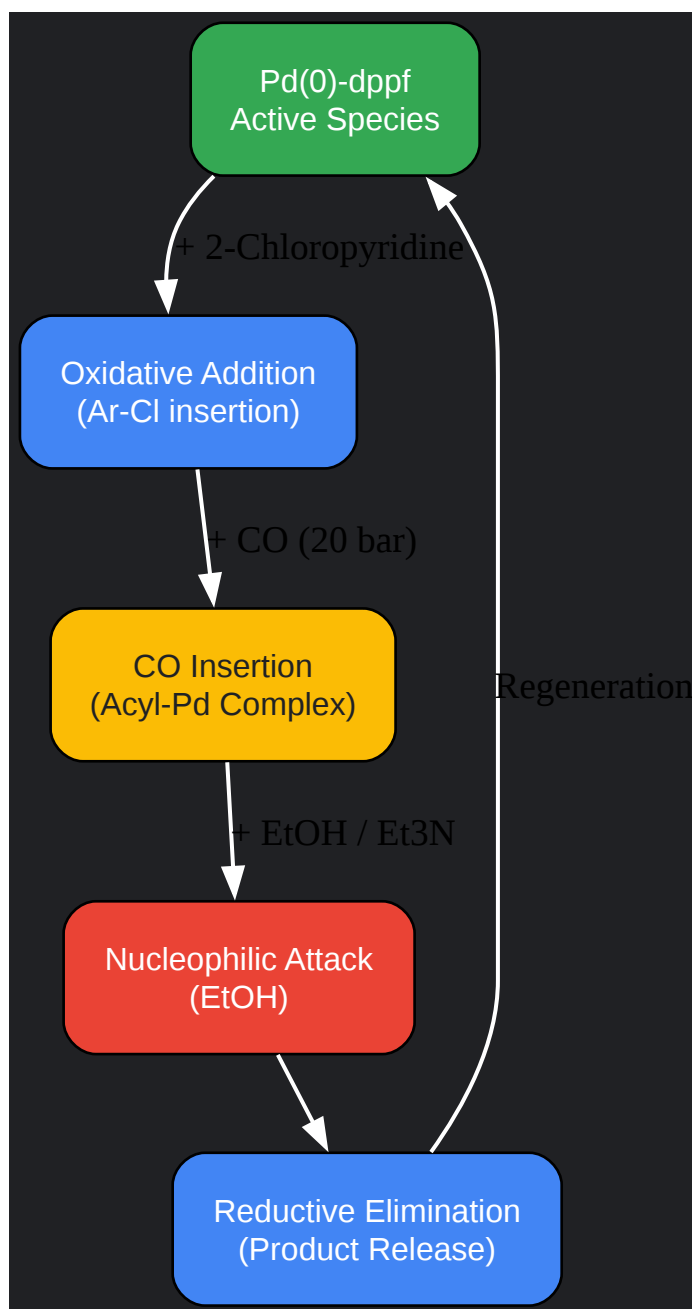 Pd(0)-dppf
Active Species
+ 2-Chloropyridine
Oxidative Addition
(Ar-Cl insertion)
+ CO (20 bar)
CO Insertion
(Acyl-Pd Complex)
Regeneration
+ EtOH / Et3N
Nucleophilic Attack
(EtOH)
Reductive Elimination
(Product Release)